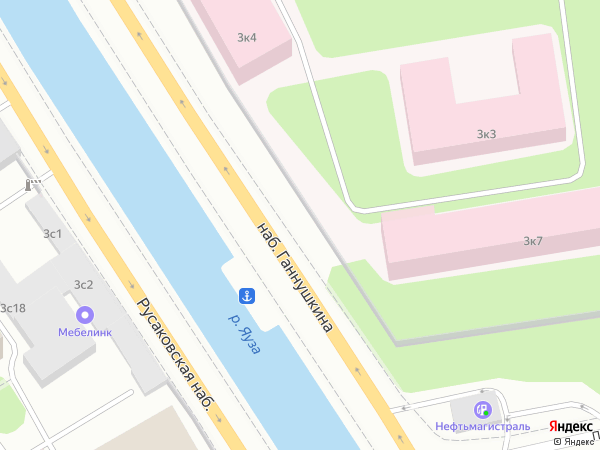 3к4
3к3
3к7
наб. Ганнушкина
3с1
3с2
3с18
Мебелинк
Русаковская наб.
р. Яуза
Нефтьмагистраль
Яндекс
© Яндекс